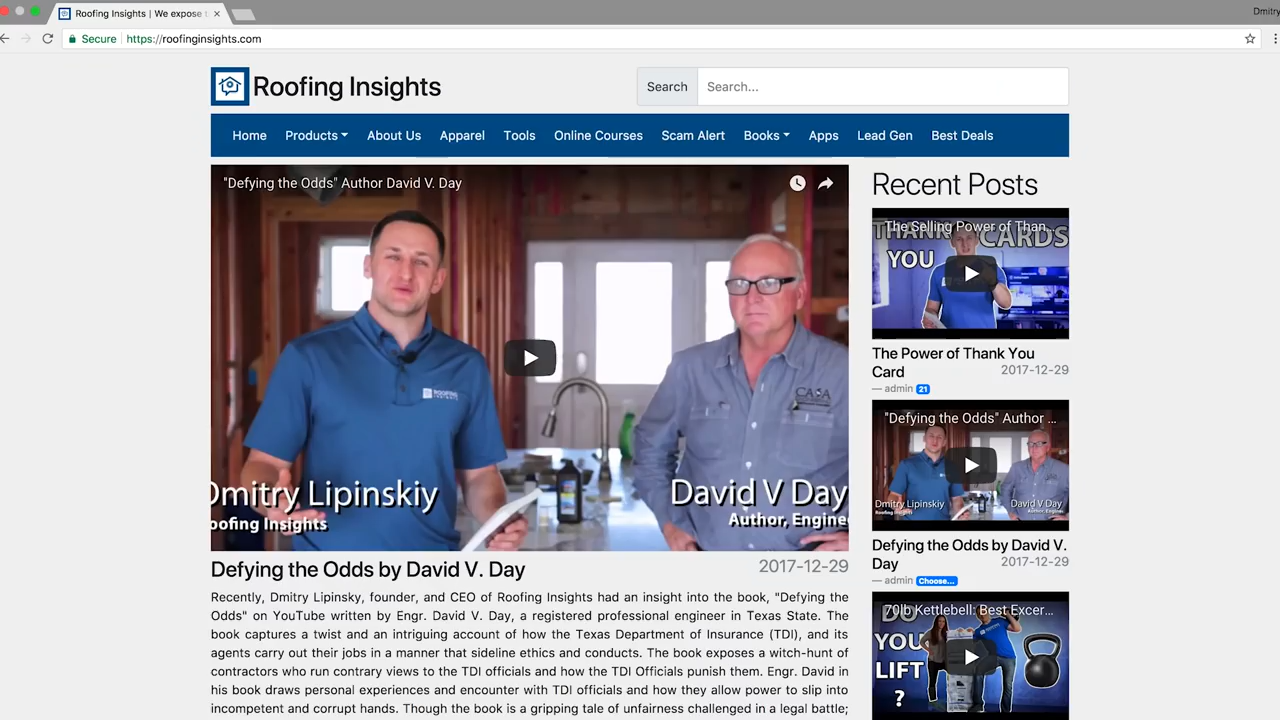 Roofing Insights | We expose t
Dmitry
Secure
https://roofinginsights.com
Roofing Insights
Search
Search...
Home
Products
About Us
Apparel
Tools
Online Courses
Scam Alert
Books
Apps
Lead Gen
Best Deals
"Defying the Odds" Author David V. Day
ROOFING
INSIGHTS
CASA
Dmitry Lipinskiy
oofing Insights
David V Day
Author, Enginee
Defying the Odds by David V. Day
2017-12-29
Recently, Dmitry Lipinsky, founder, and CEO of Roofing Insights had an insight into the book, "Defying the
Odds" on YouTube written by Engr. David V. Day, a registered professional engineer in Texas State. The
book captures a twist and an intriguing account of how the Texas Department of Insurance (TDI), and its
agents carry out their jobs in a manner that sideline ethics and conducts. The book exposes a witch-hunt of
contractors who run contrary views to the TDI officials and how the TDI Officials punish them. Engr. David in
his book draws personal experiences and encounter with TDI officials and how they allow power to slip into
incompetent and corrupt hands. Though the book is a gripping tale of unfairness challenged in a legal battle;
Recent Posts
The Selling Power of Than...
THANK
YOU
CARDS
The Power of Thank You
Card
2017-12-29
— admin 21
"Defying the Odds" Author ...
Dmitry Lipinskiy
Roofing Insights
David V Day
Author, Engineer
Defying the Odds by David V.
Day
2017-12-29
— admin Choose...
70lb Kettlebell: Best Exer...
DO
YOU
LIFT
?